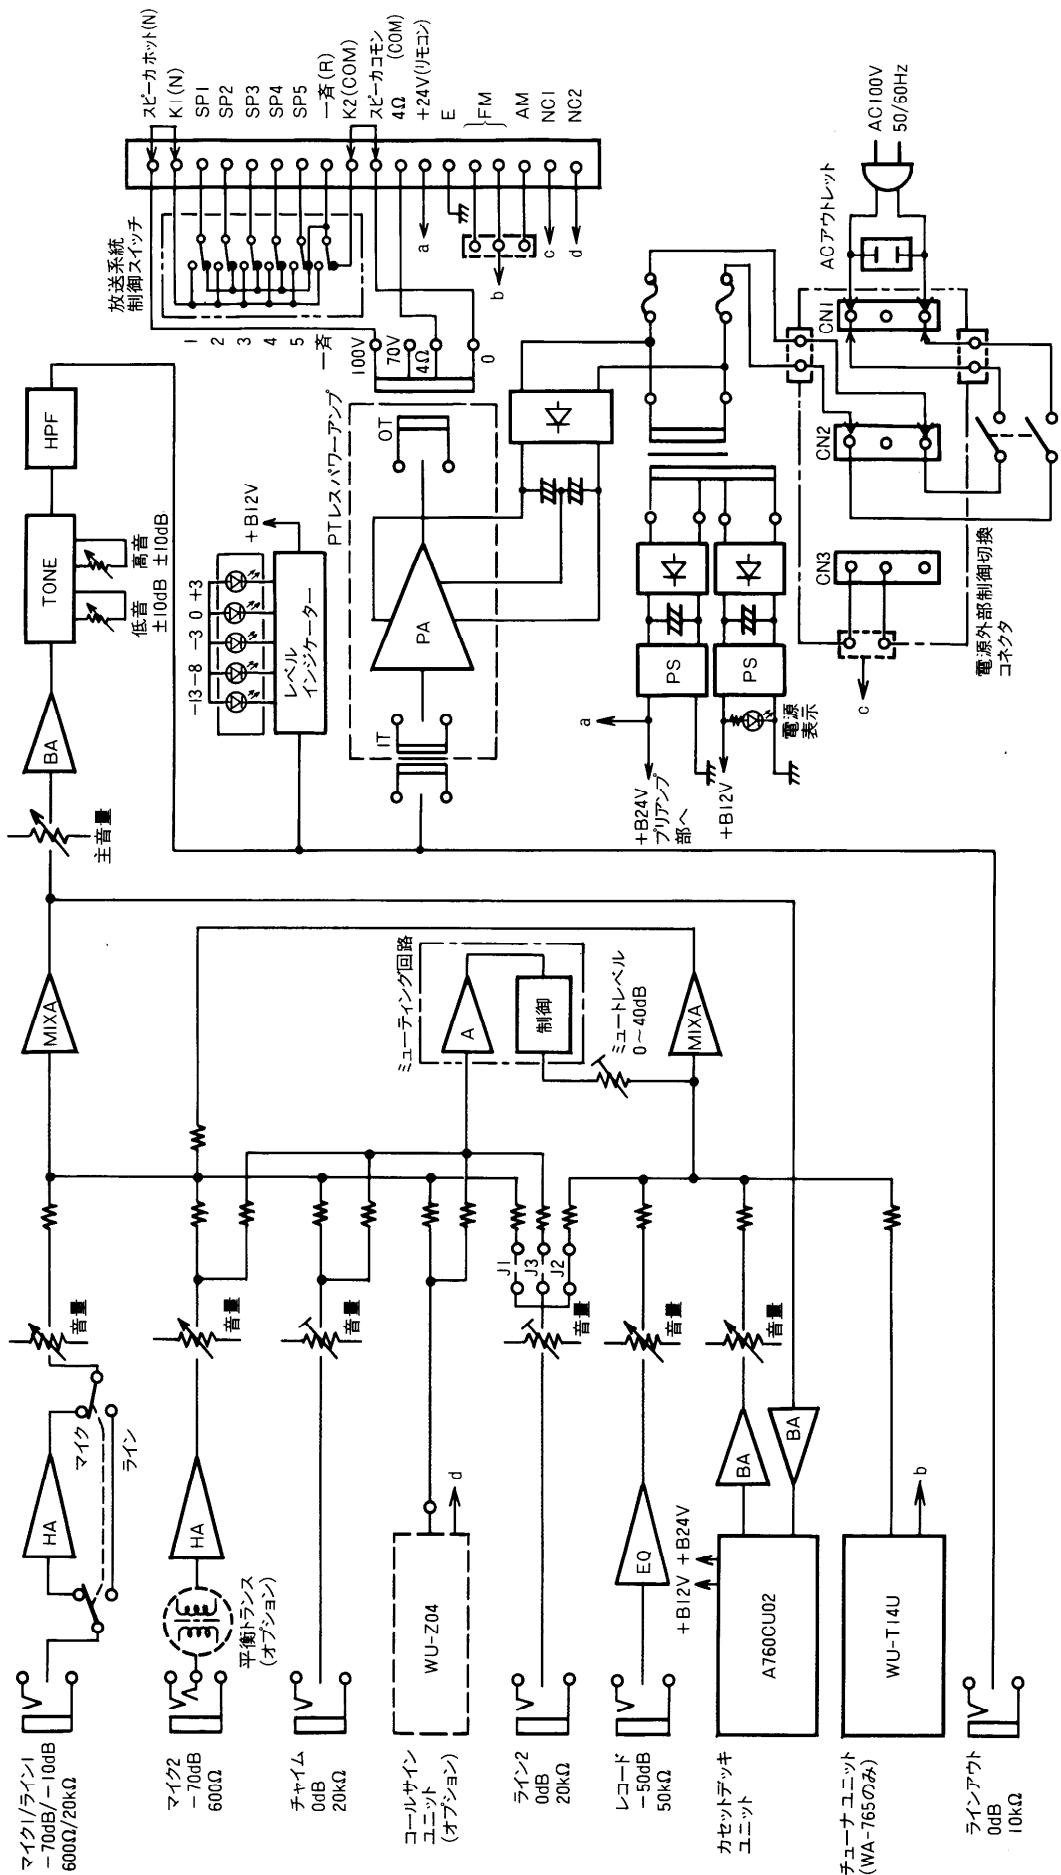 マイク1/ライン1
-70dB/-10dB
600Ω/20kΩ
HA
マイク
ライン
音量
MIXA
主音量
BA
TONE
低音
±10dB
高音
±10dB
HPF
マイク2
-70dB
600Ω
平衡トランス
(オプション)
HA
音量
チャイム
0dB
20kΩ
音量
コールサイン
ユニット
(オプション)
WU-Z04
d
ライン2
0dB
20kΩ
音量
J1
J3
J2
ミューティング回路
A
制御
ミュートレベル
0~40dB
MIXA
レコード
-50dB
50kΩ
EQ
音量
カセットデッキ
ユニット
A760CU02
+B12V
+B24V
BA
BA
音量
チューナユニット
(WA-765のみ)
WU-T14U
b
ラインアウト
0dB
10kΩ
-13
-8
-3
0
+3
レベル
インジケーター
+B12V
PTレスパワーアンプ
IT
PA
OT
100V
70V
4Ω
0
放送系統
制御スイッチ
1
2
3
4
5
一斉
スピーカホット(N)
K1(N)
SP1
SP2
SP3
SP4
SP5
一斉(R)
K2(COM)
スピーカコモン
(COM)
4Ω
+24V(リモコン)
E
FM
AM
NC1
NC2
a
b
c
d
+B24V
プリアンプ
部へ
+B12V
a
PS
PS
電源
表示
CN3
CN2
CN1
c
電源外部制御切換
コネクタ
ACアウトレット
AC100V
50/60Hz